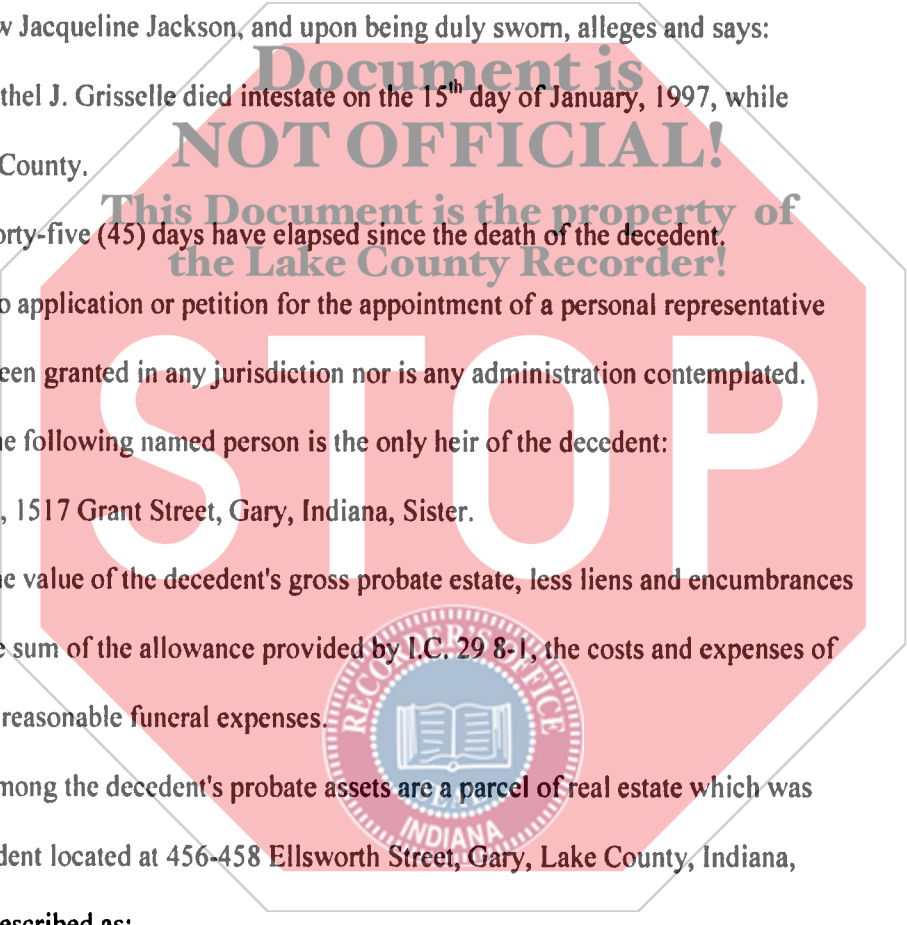 w Jacqueline Jackson, and upon being duly sworn, alleges and says:
Document is
thel J. Grisselle died intestate on the 15th day of January, 1997, while
NOT OFFICIAL!
County.
This Document is the property of
orty-five (45) days have elapsed since the death of the decedent.
the Lake County Recorder!
o application or petition for the appointment of a personal representative
STOP
een granted in any jurisdiction nor is any administration contemplated.
he following named person is the only heir of the decedent:
, 1517 Grant Street, Gary, Indiana, Sister.
he value of the decedent's gross probate estate, less liens and encumbrances
e sum of the allowance provided by I.C. 29 8-1, the costs and expenses of
reasonable funeral expenses.
mong the decedent's probate assets are a parcel of real estate which was
SEAL
INDIANA
dent located at 456-458 Ellsworth Street, Gary, Lake County, Indiana,
escribed as: